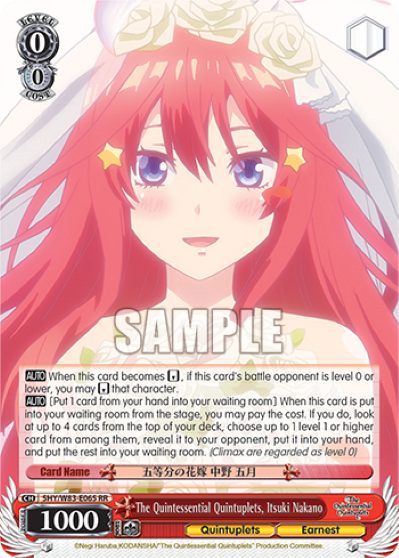 LEVEL
0
0
COST
SAMPLE
AUTO When this card becomes , if this card's battle opponent is level 0 or
lower, you may that character.
AUTO [Put 1 card from your hand into your waiting room] When this card is put
into your waiting room from the stage, you may pay the cost. If you do, look
at up to 4 cards from the top of your deck, choose up to 1 level 1 or higher
card from among them, reveal it to your opponent, put it into your hand,
and put the rest into your waiting room. (Climax are regarded as level 0)
Card Name
五等分の花嫁 中野 五月
CH
5HY/W83-E065 RR
The Quintessential Quintuplets, Itsuki Nakano
The
Quintessential
Quintuplets
POWER
1000
SOUL
Quintuplets
Earnest
©Negi Haruba,KODANSHA/"The Quintessential Quintuplets" Production Committee